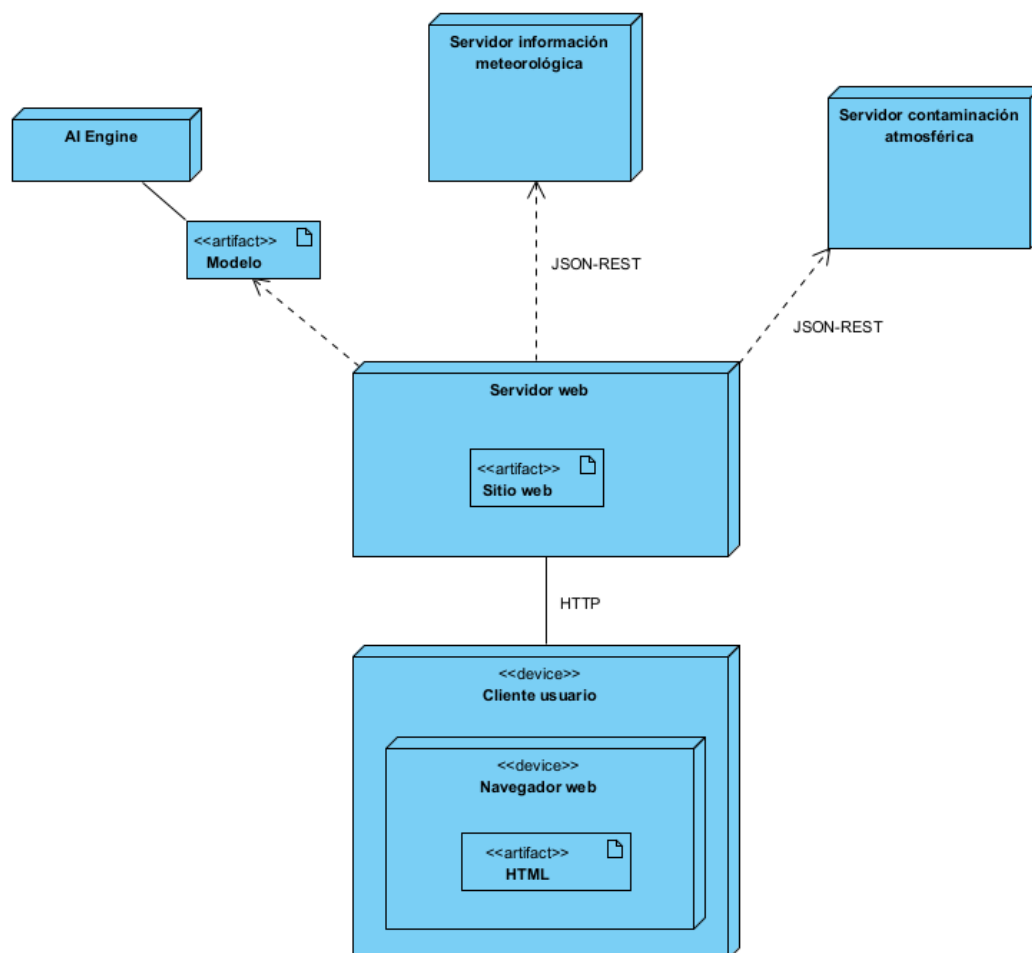 Servidor información
meteorológica
AI Engine
Servidor contaminación
atmosférica
<<artifact>>
Modelo
JSON-REST
JSON-REST
Servidor web
<<artifact>>
Sitio web
HTTP
<<device>>
Cliente usuario
<<device>>
Navegador web
<<artifact>>
HTML